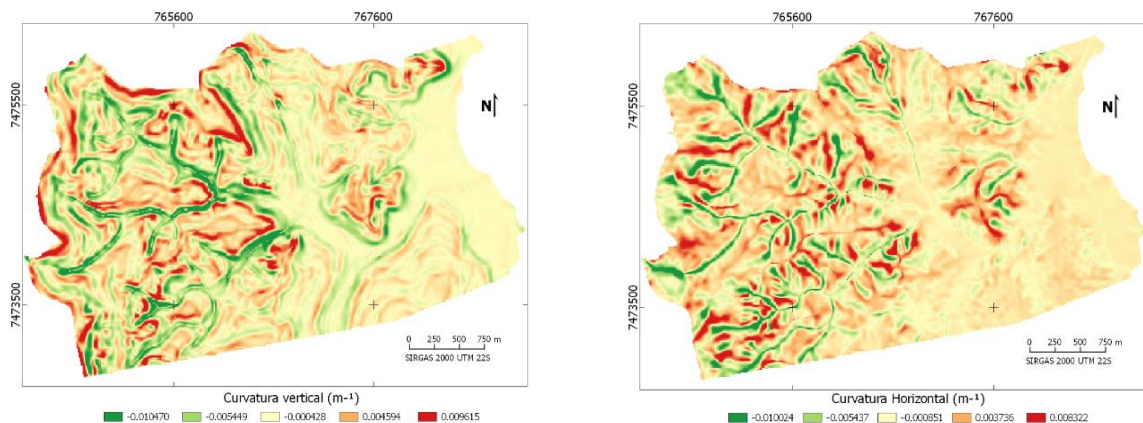 765600 767600
7475500
N
7473500
0 250 500 750 m
SIRGAS 2000 UTM 22S
Curvatura vertical (m-¹)
-0.010470 -0.005449 -0.000428 0.004594 0.009615
765600 767600
7475500
N
7473500
0 250 500 750 m
SIRGAS 2000 UTM 22S
Curvatura Horizontal (m-¹)
-0.010024 -0.005437 -0.000851 0.003736 0.008322